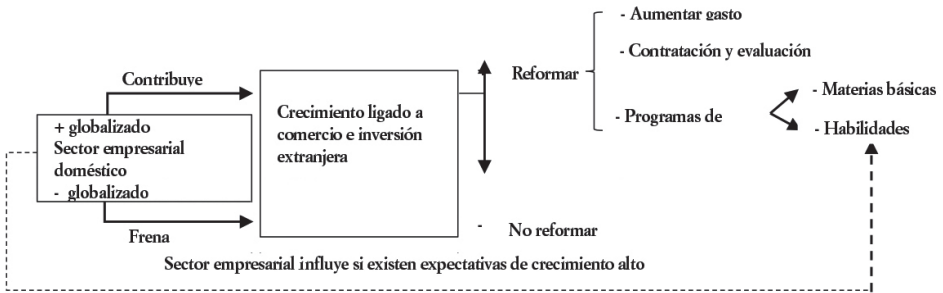 Contribuye
+ globalizado
Sector empresarial
doméstico
- globalizado
Frena
Crecimiento ligado a
comercio e inversión
extranjera
Reformar
- Aumentar gasto
- Contratación y evaluación
- Programas de
- Materias básicas
- Habilidades
- No reformar
Sector empresarial influye si existen expectativas de crecimiento alto